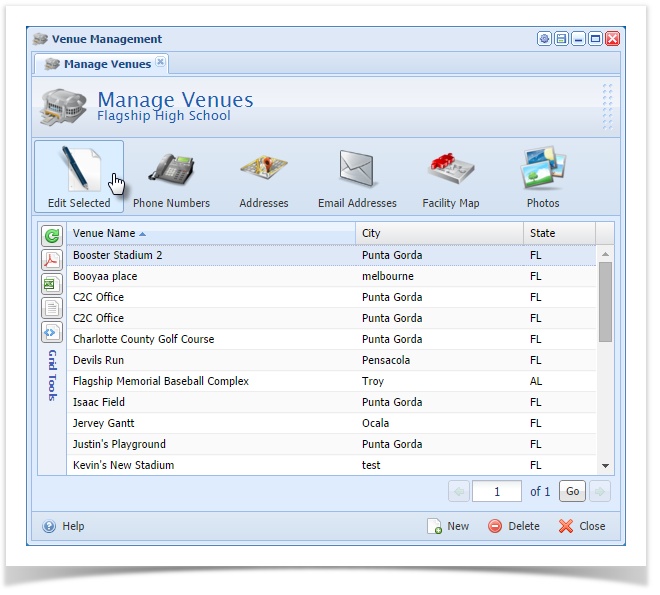 Venue Management
Manage Venues
Manage Venues
Flagship High School
Edit Selected Phone Numbers Addresses Email Addresses Facility Map Photos
Venue Name City State
Booster Stadium 2 Punta Gorda FL
Booyaa place melbourne FL
C2C Office Punta Gorda FL
C2C Office Punta Gorda FL
Charlotte County Golf Course Punta Gorda FL
Devils Run Pensacola FL
Flagship Memorial Baseball Complex Troy AL
Isaac Field Punta Gorda FL
Jervey Gantt Ocala FL
Justin's Playground Punta Gorda FL
Kevin's New Stadium test FL
Grid Tools
1 of 1 Go
Help New Delete Close